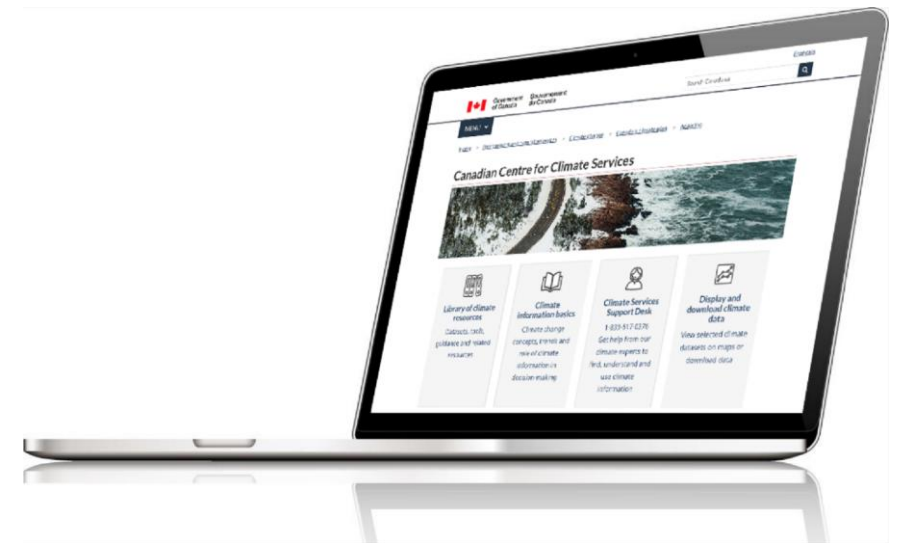 Français
Government of Canada
Gouvernement du Canada
Search Canada.ca
MENU
Canadian Centre for Climate Services
Library of climate
resources
Datasets, tools,
guidance and related
resources
Climate
information basics
Climate change
concepts, trends and
role of climate
information in
decision making
Climate Services
Support Desk
Get help from our
climate experts to
find, understand and
use climate
information
Display and
download climate
data
View selected climate
datasets on maps or
download data